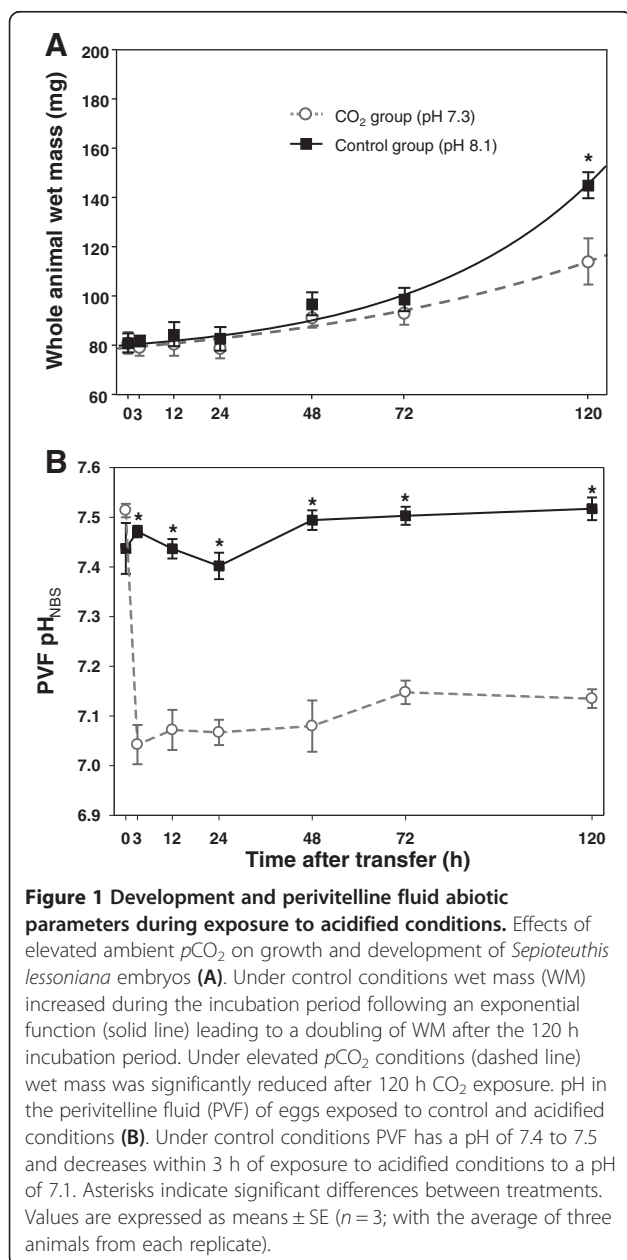 A
Whole animal wet mass (mg)
200
180
160
140
120
100
80
60
CO₂ group (pH 7.3)
Control group (pH 8.1)
*
0 3 12 24 48 72 120
B
PVF pH_NBS
7.6
7.5
7.4
7.3
7.2
7.1
7.0
6.9
* * * * * *
0 3 12 24 48 72 120
Time after transfer (h)
Figure 1 Development and perivitelline fluid abiotic
parameters during exposure to acidified conditions. Effects of
elevated ambient pCO₂ on growth and development of Sepioteuthis
lessoniana embryos (A). Under control conditions wet mass (WM)
increased during the incubation period following an exponential
function (solid line) leading to a doubling of WM after the 120 h
incubation period. Under elevated pCO₂ conditions (dashed line)
wet mass was significantly reduced after 120 h CO₂ exposure. pH in
the perivitelline fluid (PVF) of eggs exposed to control and acidified
conditions (B). Under control conditions PVF has a pH of 7.4 to 7.5
and decreases within 3 h of exposure to acidified conditions to a pH
of 7.1. Asterisks indicate significant differences between treatments.
Values are expressed as means ± SE (n = 3; with the average of three
animals from each replicate).